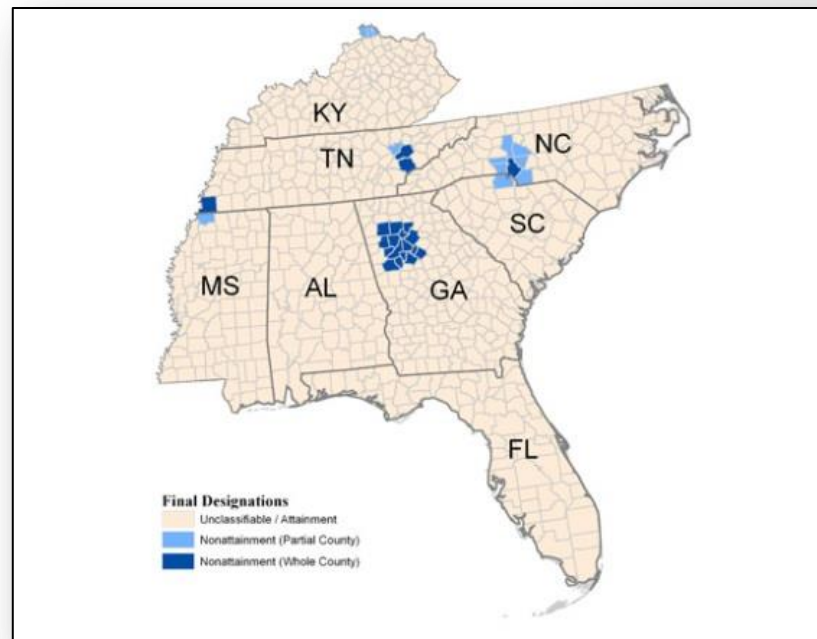 KY
TN
NC
SC
MS
AL
GA
FL
Final Designations
Unclassifiable / Attainment
Nonattainment (Partial County)
Nonattainment (Whole County)